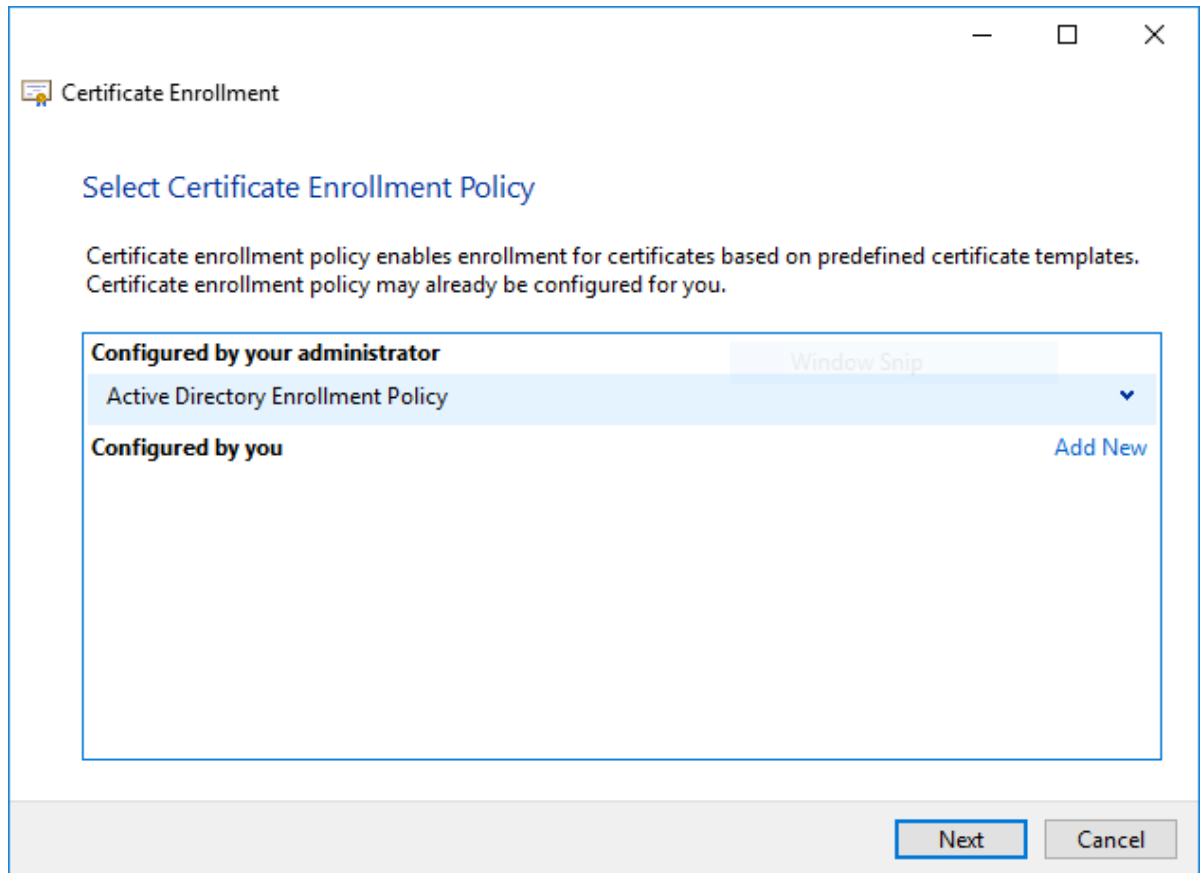 Certificate Enrollment
Select Certificate Enrollment Policy
Certificate enrollment policy enables enrollment for certificates based on predefined certificate templates.
Certificate enrollment policy may already be configured for you.
Configured by your administrator
Window Snip
Active Directory Enrollment Policy
Configured by you
Add New
Next
Cancel